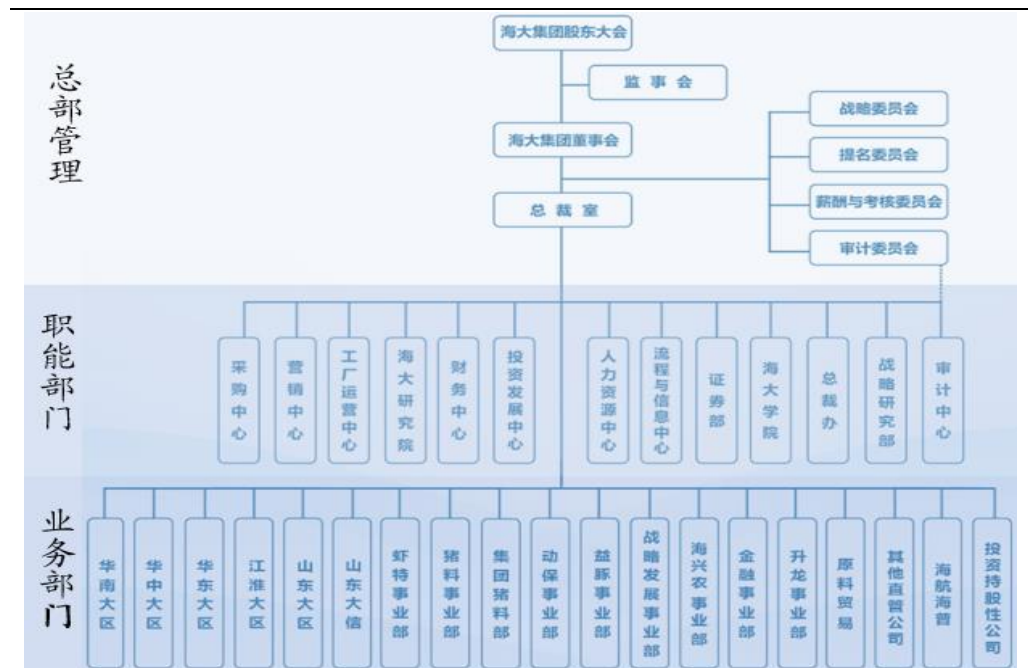 海大集团股东大会
监事会
海大集团董事会
总裁室
战略委员会
提名委员会
薪酬与考核委员会
审计委员会
总部管理
职能部门
采购中心
营销中心
工厂运营中心
海大研究院
财务中心
投资发展中心
人力资源中心
流程与信息中心
证券部
海大学院
总裁办
战略研究部
审计中心
业务部门
华南大区
华中大区
华东大区
江淮大区
山东大区
山东大信
虾特事业部
猪料事业部
集团猪料部
动保事业部
益豚事业部
战略发展事业部
海兴农事业部
金融事业部
升龙事业部
原料贸易
其他直管公司
海航海普
投资持股性公司